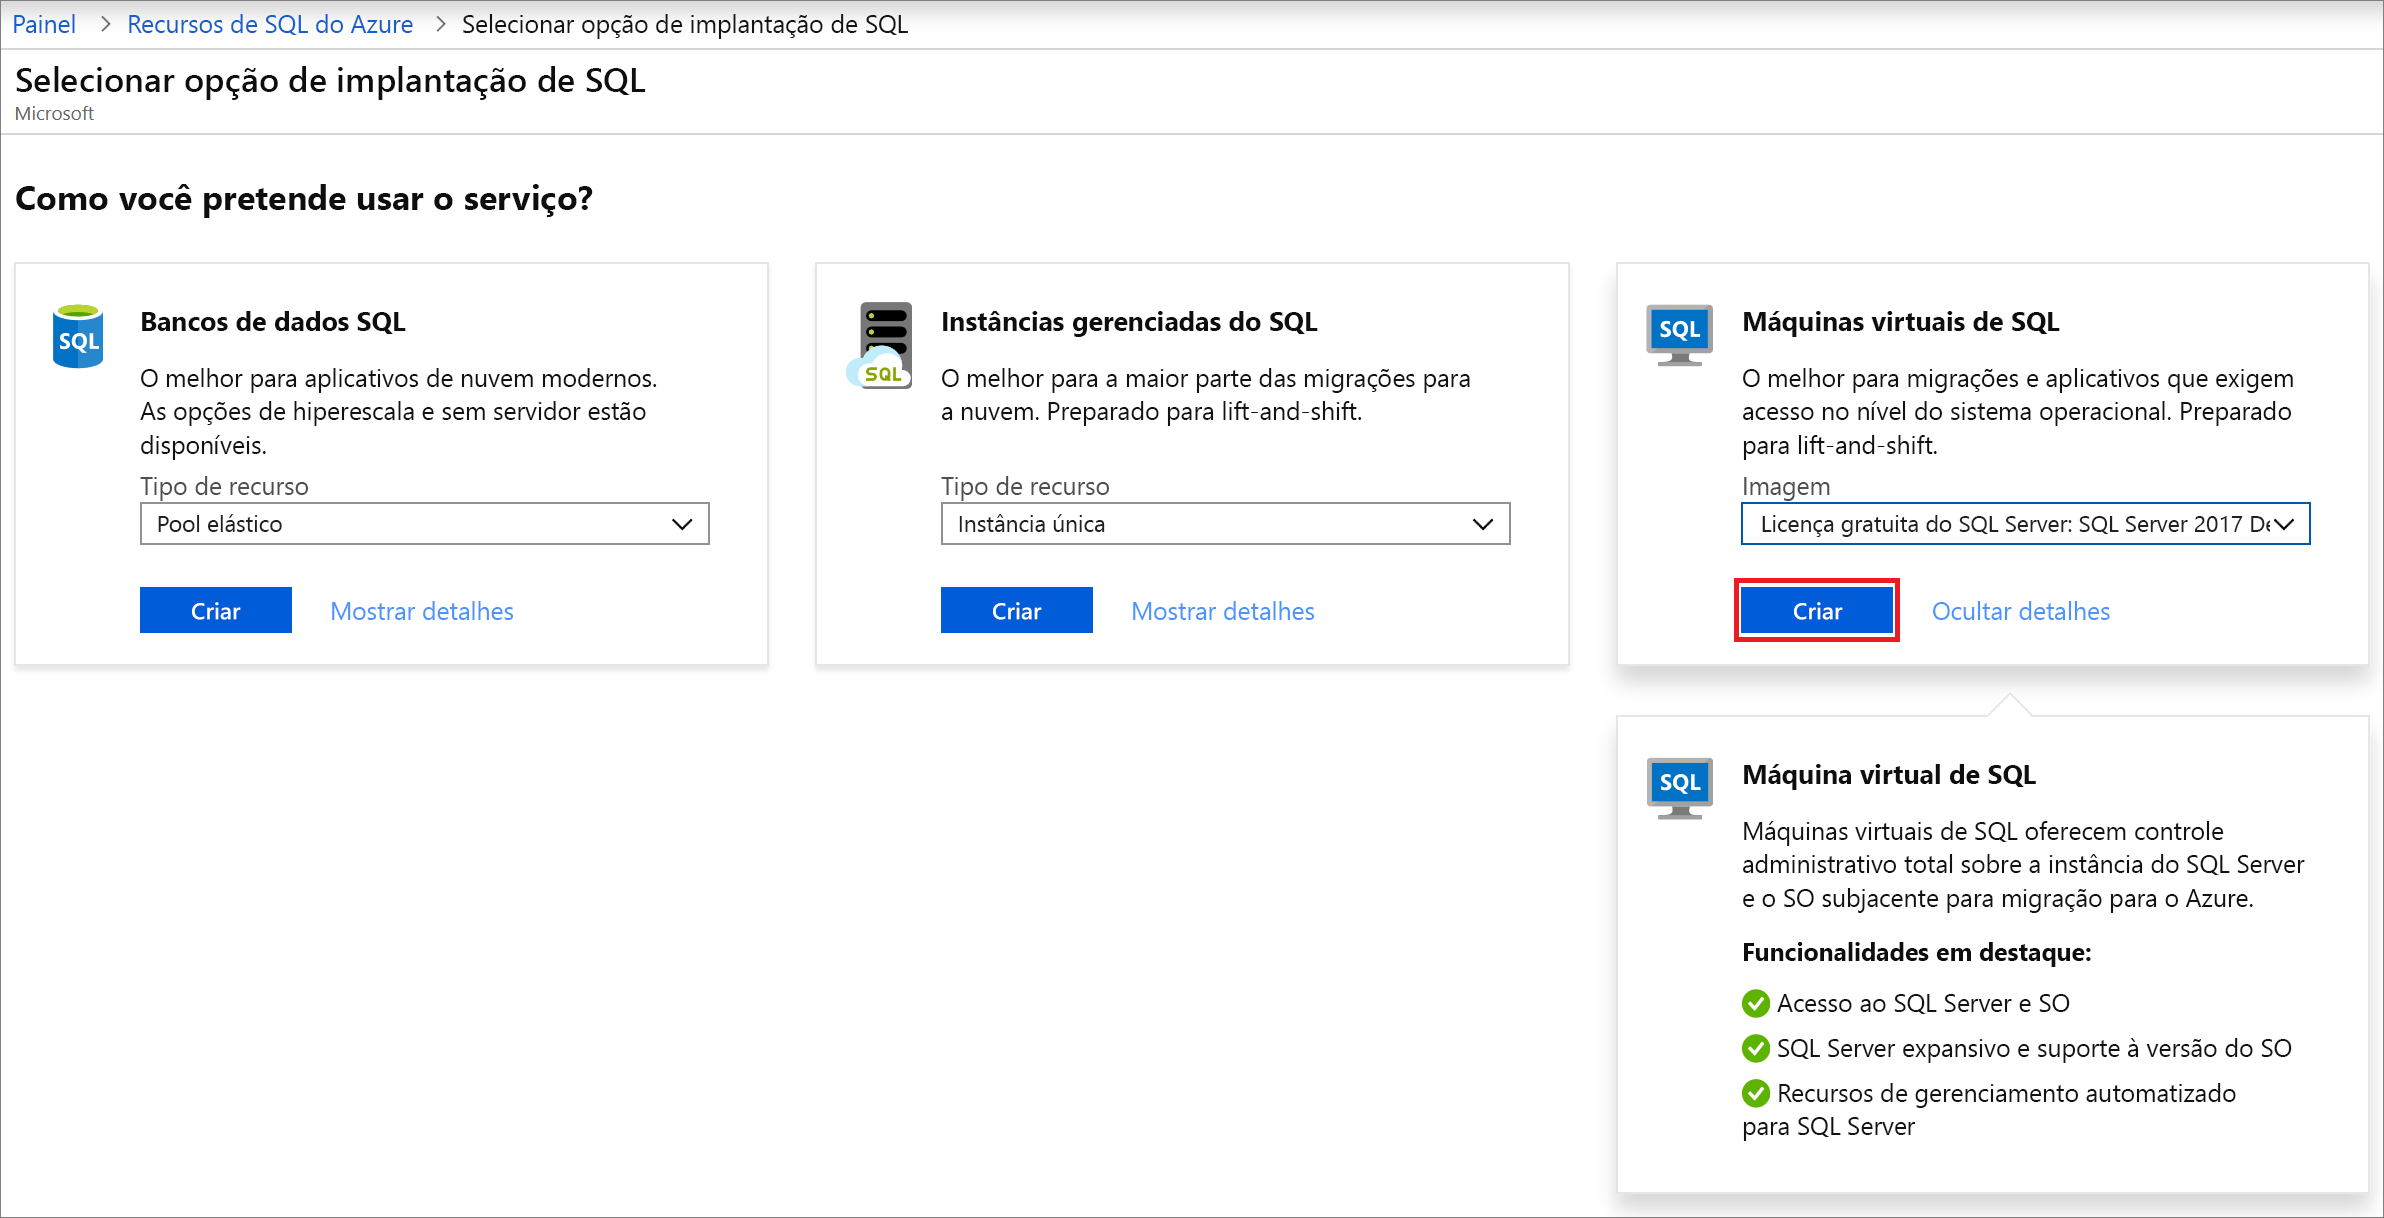 Painel > Recursos de SQL do Azure > Selecionar opção de implantação de SQL
Selecionar opção de implantação de SQL
Microsoft
Como você pretende usar o serviço?
SQL
Bancos de dados SQL
O melhor para aplicativos de nuvem modernos.
As opções de hiperescala e sem servidor estão
disponíveis.
Tipo de recurso
Pool elástico
Criar
Mostrar detalhes
SQL
Instâncias gerenciadas do SQL
O melhor para a maior parte das migrações para
a nuvem. Preparado para lift-and-shift.
Tipo de recurso
Instância única
Criar
Mostrar detalhes
SQL
Máquinas virtuais de SQL
O melhor para migrações e aplicativos que exigem
acesso no nível do sistema operacional. Preparado
para lift-and-shift.
Imagem
Licença gratuita do SQL Server: SQL Server 2017 De
Criar
Ocultar detalhes
SQL
Máquina virtual de SQL
Máquinas virtuais de SQL oferecem controle
administrativo total sobre a instância do SQL Server
e o SO subjacente para migração para o Azure.
Funcionalidades em destaque:
Acesso ao SQL Server e SO
SQL Server expansivo e suporte à versão do SO
Recursos de gerenciamento automatizado
para SQL Server